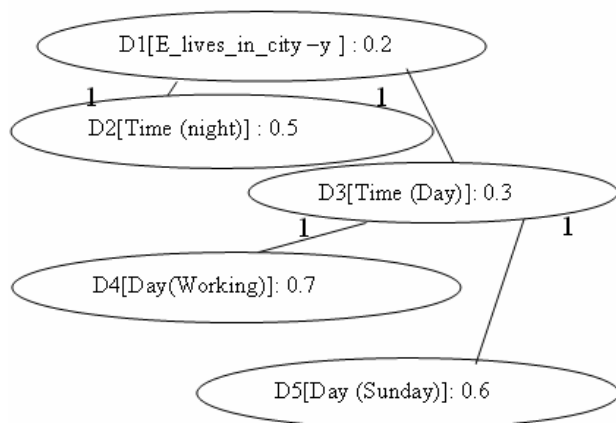 D1[E_lives_in_city –y ] : 0.2
1 1
D2[Time (night)] : 0.5
D3[Time (Day)]: 0.3
1 1
D4[Day(Working)]: 0.7
D5[Day (Sunday)]: 0.6